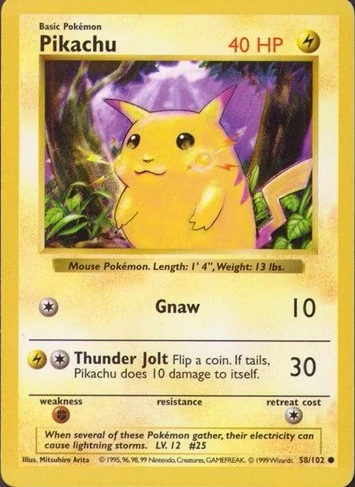 Basic Pokémon
Pikachu 40 HP
Mouse Pokémon. Length: 1' 4", Weight: 13 lbs.
Gnaw 10
Thunder Jolt Flip a coin. If tails,
Pikachu does 10 damage to itself. 30
weakness resistance retreat cost
When several of these Pokémon gather, their electricity can
cause lightning storms. LV. 12 #25
Illus. Mitsuhiro Arita ©1995, 96, 98, 99 Nintendo, Creatures, GAMEFREAK. ©1999 Wizards. 58/102